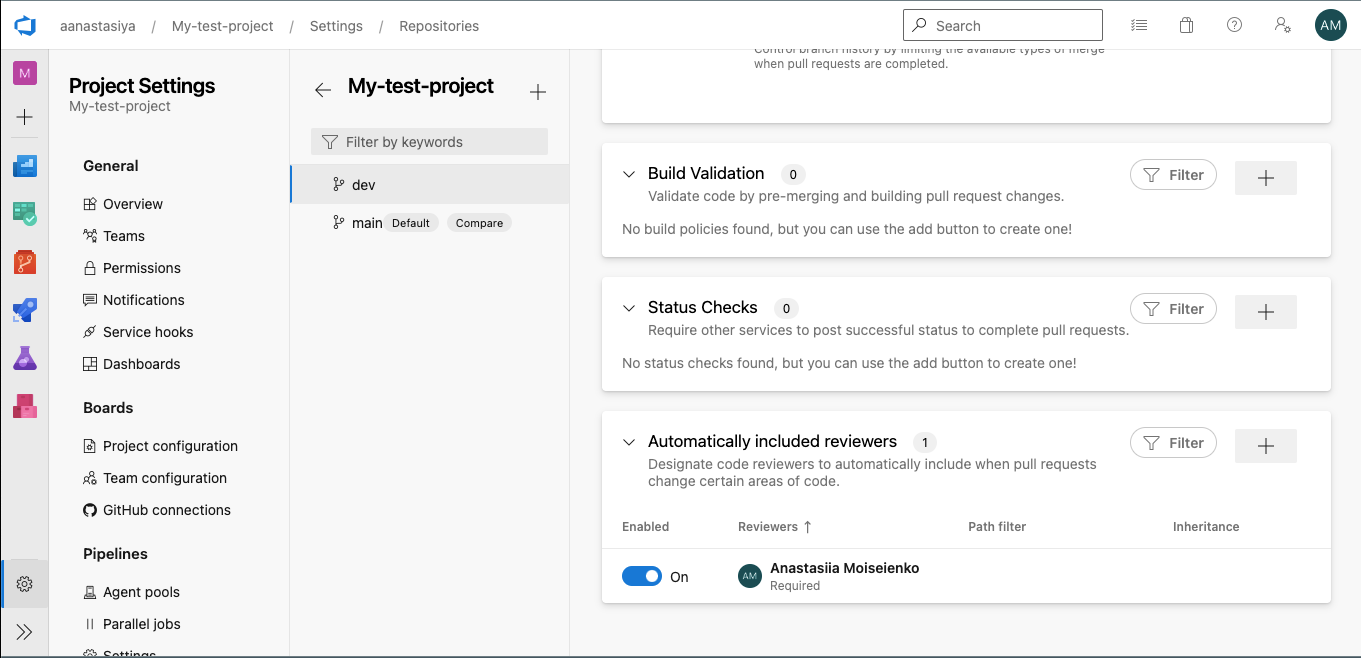 aanastasiya / My-test-project / Settings / Repositories
Search
AM
M
Project Settings
My-test-project
General
Overview
Teams
Permissions
Notifications
Service hooks
Dashboards
Boards
Project configuration
Team configuration
GitHub connections
Pipelines
Agent pools
Parallel jobs
Settings
My-test-project
Filter by keywords
dev
main Default Compare
Control branch history by limiting the available types of merge
when pull requests are completed.
Build Validation 0
Filter
Validate code by pre-merging and building pull request changes.
No build policies found, but you can use the add button to create one!
Status Checks 0
Filter
Require other services to post successful status to complete pull requests.
No status checks found, but you can use the add button to create one!
Automatically included reviewers 1
Filter
Designate code reviewers to automatically include when pull requests
change certain areas of code.
Enabled Reviewers ↑ Path filter Inheritance
On AM Anastasiia Moiseienko
Required